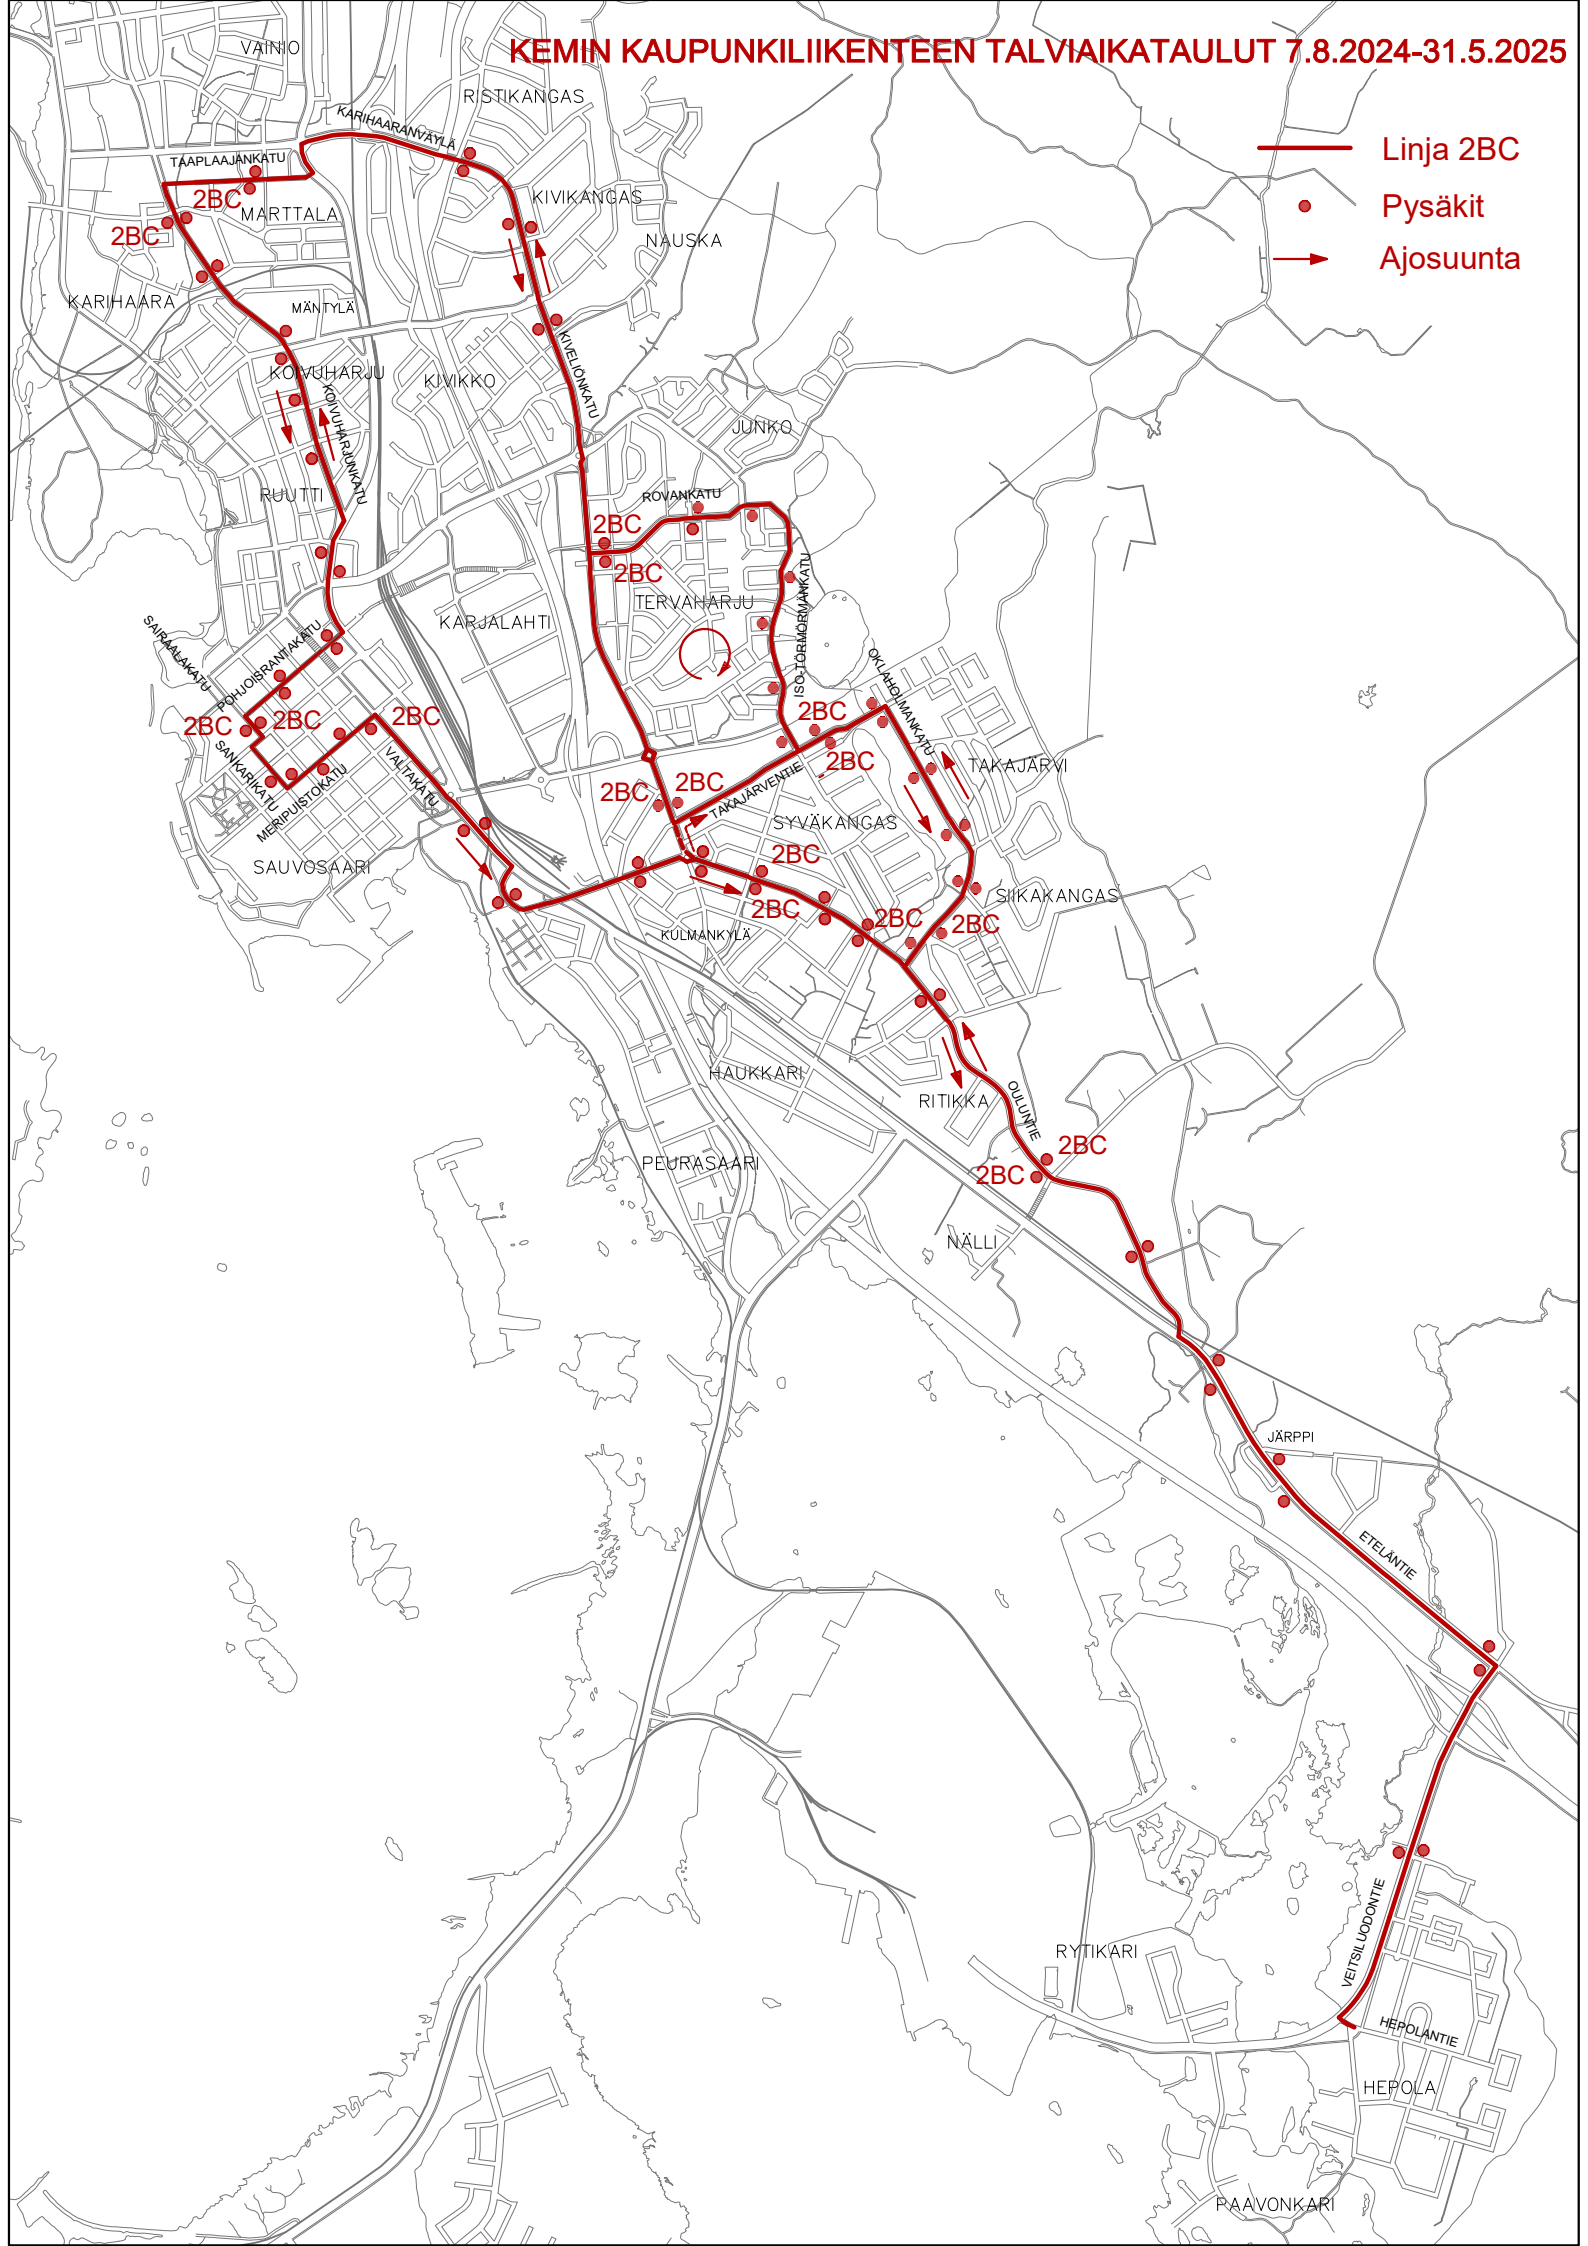 VAINIO
KEMIN KAUPUNKILIIKENTEEN TALVIAIKATAULUT 7.8.2024-31.5.2025
RISTIKANGAS
KARIHAARANVÄYLÄ
Linja 2BC
TAAPLAAJANKATU
2BC
KIVIKANGAS
Pysäkit
MARTTALA
2BC
NAUSKA
Ajosuunta
KARIHAARA
MÄNTYLÄ
KIVELIÖNKATU
KOIVUHARJU
KIVIKKO
KOIVUHARJUNKATU
JUNKO
RUUTTI
ROVANKATU
2BC
2BC
TERVAHARJU
ISO-TÖRMÖRMÄNKATU
KARJALAHTI
SAIRAALAKATU
POHJOISRANTAKATU
OKLAHOLMANKATU
2BC
2BC
2BC
2BC
SANKARIKATU
2BC
TAKAJÄRVI
VALTAKATU
MERIPUISTOKATU
2BC
2BC
TAKAJÄRVENTIE
SYVÄKANGAS
SAUVOSAARI
2BC
2BC
SIIKAKANGAS
2BC
2BC
KULMANKYLÄ
HAUKKARI
RITIKKA
OULUNTIE
2BC
2BC
PEURASAARI
NÄLLI
JÄRPPI
ETELÄNTIE
VEITSILUODONTIE
RYTIKARI
HEPOLANTIE
HEPOLA
PAAVONKARI